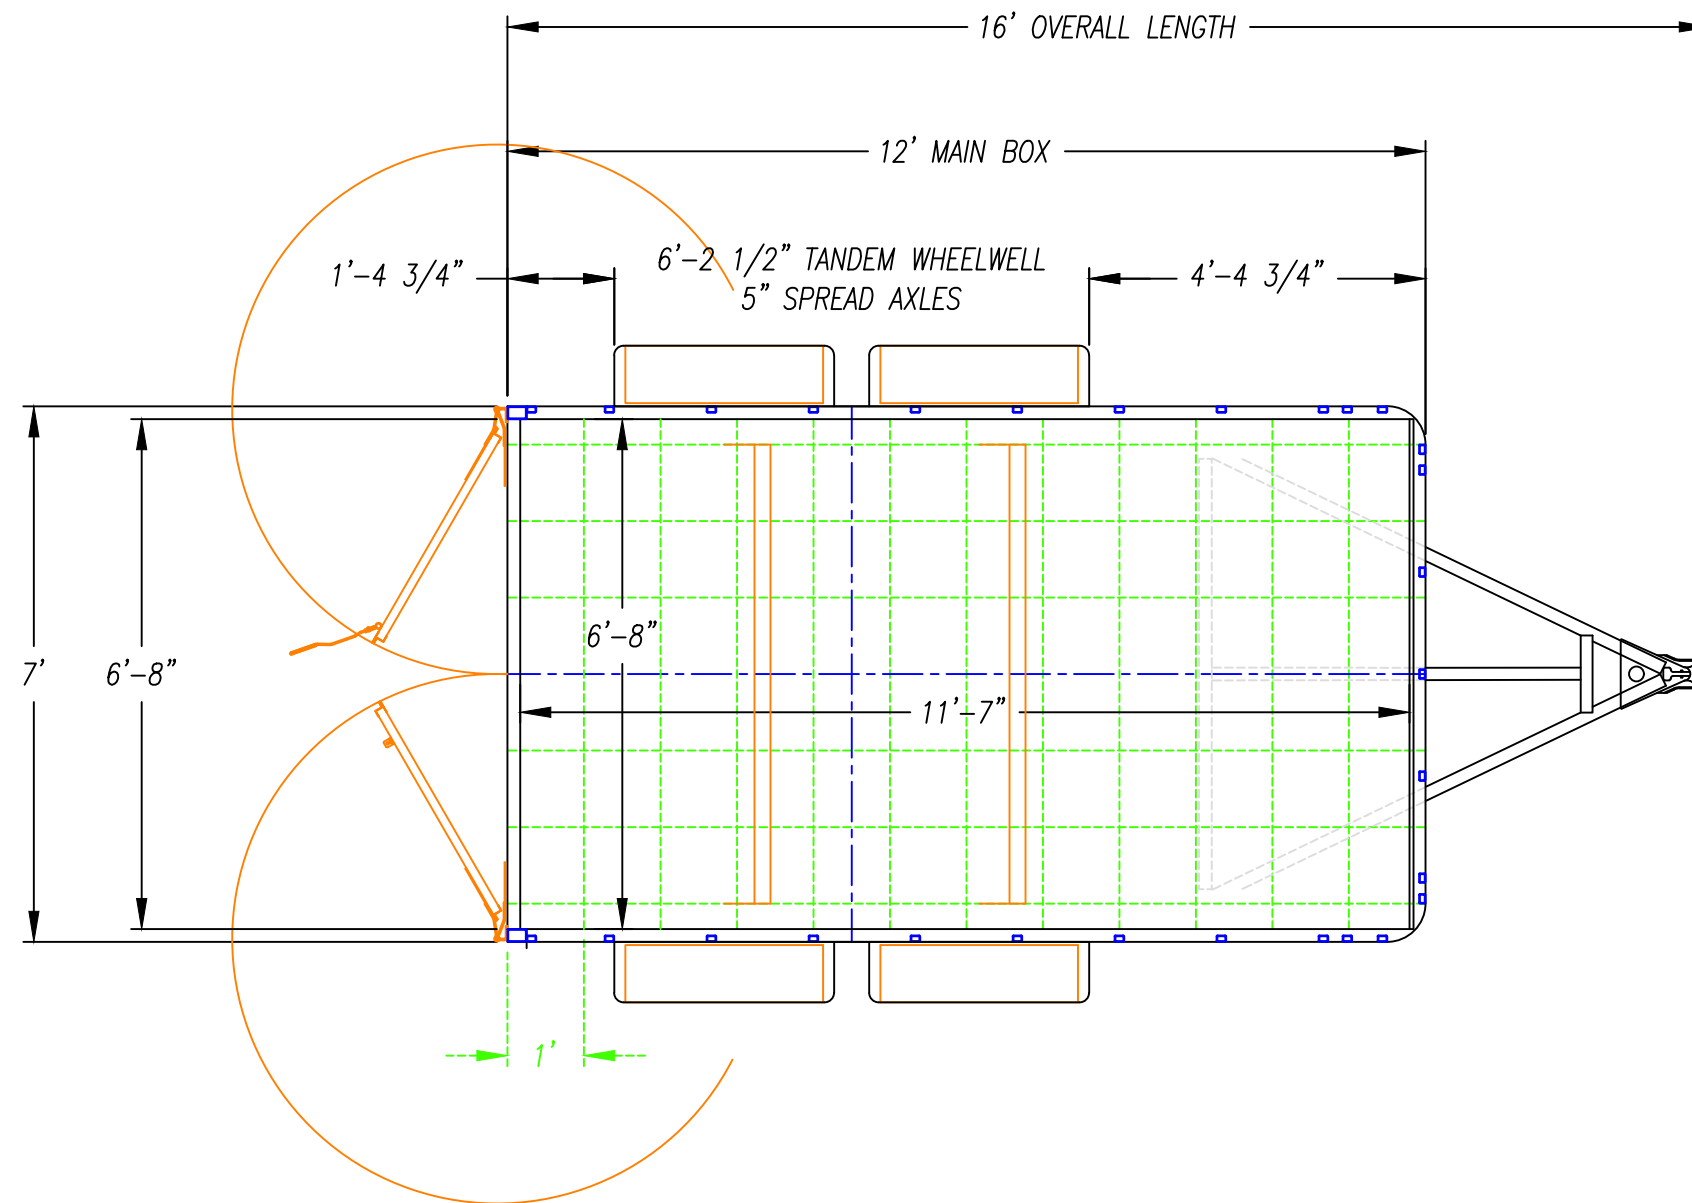 16' OVERALL LENGTH
12' MAIN BOX
1'-4 3/4"
6'-2 1/2" TANDEM WHEELWELL
5" SPREAD AXLES
4'-4 3/4"
7'
6'-8"
6'-8"
11'-7"
1'